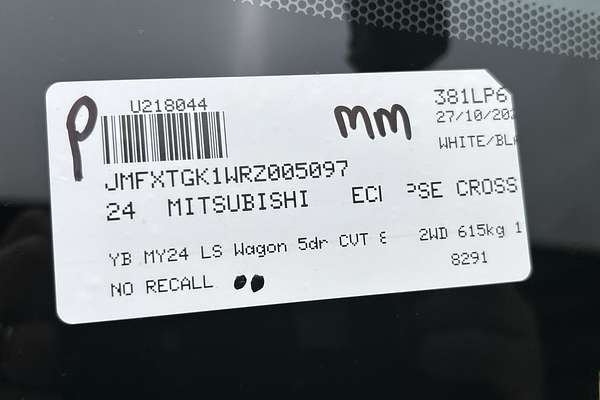 P
U218044
MM
381LP6
27/10/202
WHITE/BL
JMFXTGK1WRZ005097
24 MITSUBISHI ECL PSE CROSS
YB MY24 LS Wagon 5dr CVT 8 2WD 615kg 1
8291
NO RECALL